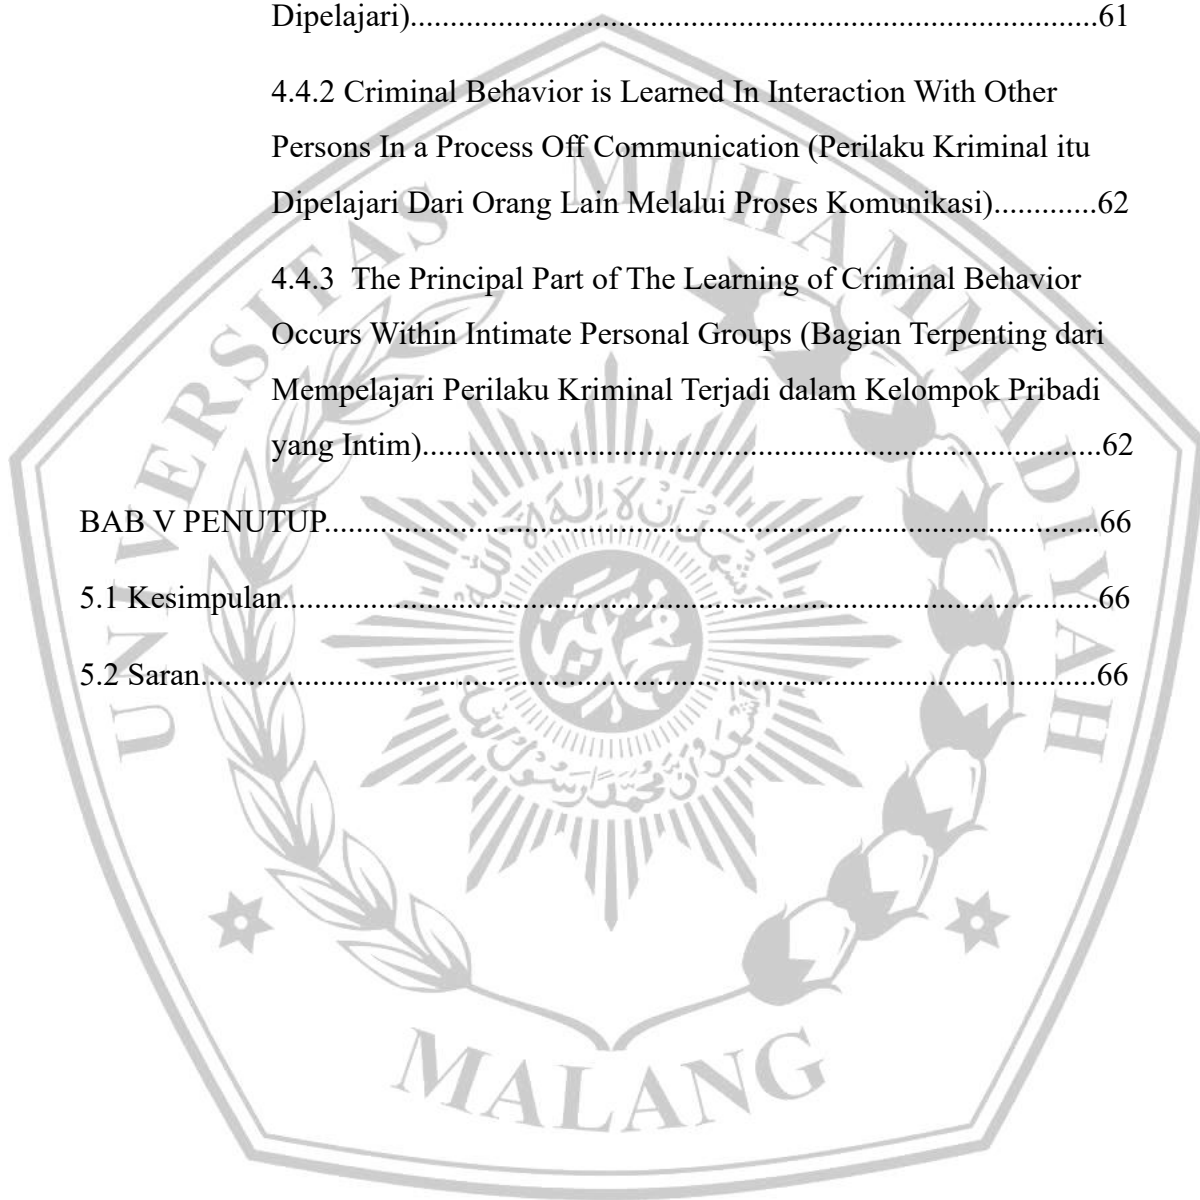 Dipelajari)......................................................................................61
4.4.2 Criminal Behavior is Learned In Interaction With Other
Persons In a Process Off Communication (Perilaku Kriminal itu
Dipelajari Dari Orang Lain Melalui Proses Komunikasi).............62
4.4.3  The Principal Part of The Learning of Criminal Behavior
Occurs Within Intimate Personal Groups (Bagian Terpenting dari
Mempelajari Perilaku Kriminal Terjadi dalam Kelompok Pribadi
yang Intim).....................................................................................62
BAB V PENUTUP.................................................................................................66
5.1 Kesimpulan......................................................................................................66
5.2 Saran................................................................................................................66
UNIVERSITAS MUHAMMADIYAH
MALANG